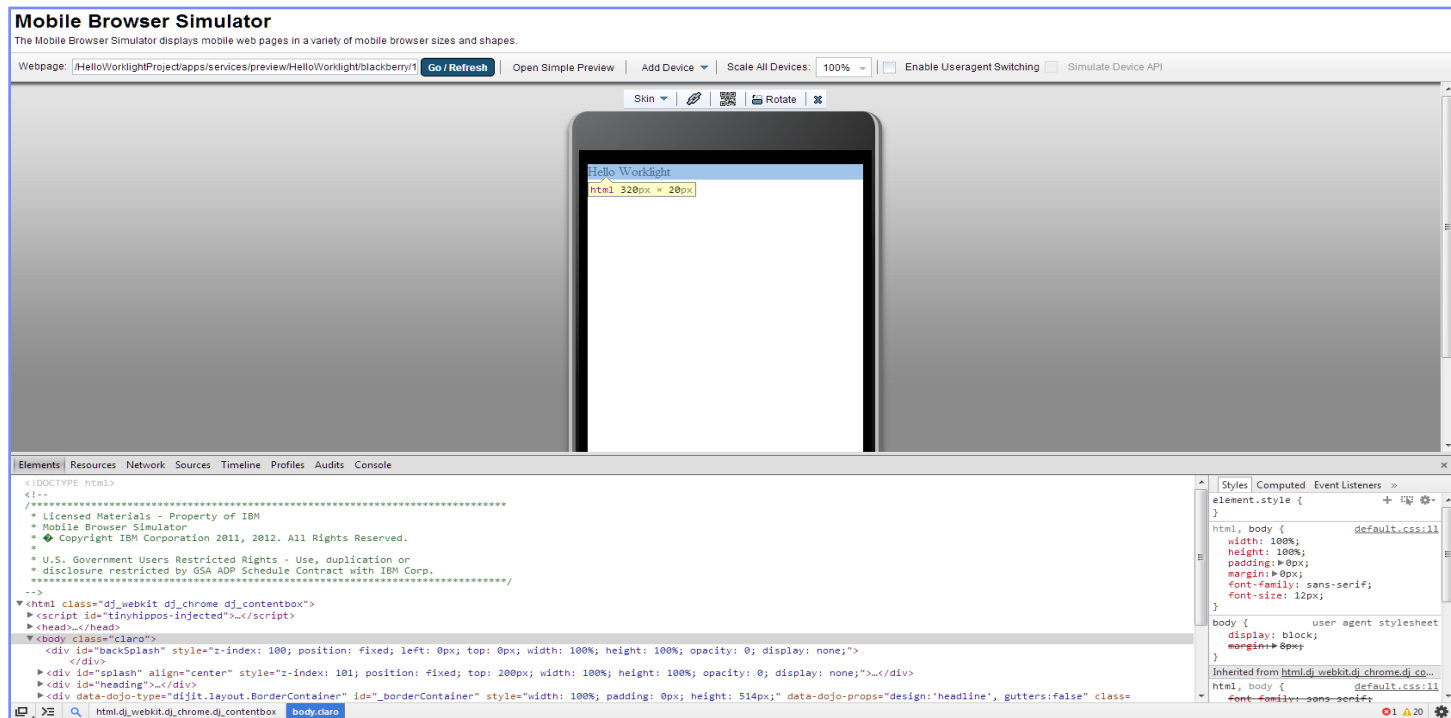 Mobile Browser Simulator
The Mobile Browser Simulator displays mobile web pages in a variety of mobile browser sizes and shapes.
Webpage: /HelloWorklightProject/apps/services/preview/HelloWorklight/blackberry/1 Go / Refresh Open Simple Preview Add Device Scale All Devices: 100% Enable Useragent Switching Simulate Device API
Skin Rotate
Hello Worklight
html 320px × 20px
Elements Resources Network Sources Timeline Profiles Audits Console
<!DOCTYPE html>
<!--
/*******************************************************************************
* Licensed Materials - Property of IBM
* Mobile Browser Simulator
* � Copyright IBM Corporation 2011, 2012. All Rights Reserved.
*
* U.S. Government Users Restricted Rights - Use, duplication or
* disclosure restricted by GSA ADP Schedule Contract with IBM Corp.
*******************************************************************************/
-->
▼<html class="dj_webkit dj_chrome dj_contentbox">
▶<script id="tinyhippos-injected">…</script>
▶<head>…</head>
▼<body class="claro">
<div id="backSplash" style="z-index: 100; position: fixed; left: 0px; top: 0px; width: 100%; height: 100%; opacity: 0; display: none;">
</div>
▶<div id="splash" align="center" style="z-index: 101; position: fixed; top: 200px; width: 100%; height: 100%; opacity: 0; display: none;">…</div>
▶<div id="heading">…</div>
▶<div data-dojo-type="dijit.layout.BorderContainer" id="_borderContainer" style="width: 100%; padding: 0px; height: 514px;" data-dojo-props="design:'headline', gutters:false" class=
html.dj_webkit.dj_chrome.dj_contentbox body.claro
Styles Computed Event Listeners »
element.style {
}
html, body { default.css:11
width: 100%;
height: 100%;
padding:▶0px;
margin:▶0px;
font-family: sans-serif;
font-size: 12px;
}
body { user agent stylesheet
display: block;
margin:▶8px;
}
Inherited from html.dj_webkit.dj_chrome.dj_co…
html, body { default.css:11
font-family: sans-serif;
1 20